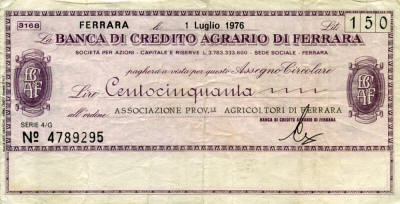 3168 FERRARA li 1 Luglio 1976 Lit. 150
La BANCA DI CREDITO AGRARIO DI FERRARA
SOCIETÀ PER AZIONI - CAPITALE E RISERVE L. 3.783.333.600 - SEDE SOCIALE - FERRARA
pagherà a vista per questo Assegno Circolare
Lire Centocinquanta
all'ordine ASSOCIAZIONE PROV.LE AGRICOLTORI DI FERRARA
BANCA DI CREDITO AGRARIO DI FERRARA
SERIE 4/G
Nº 4789295